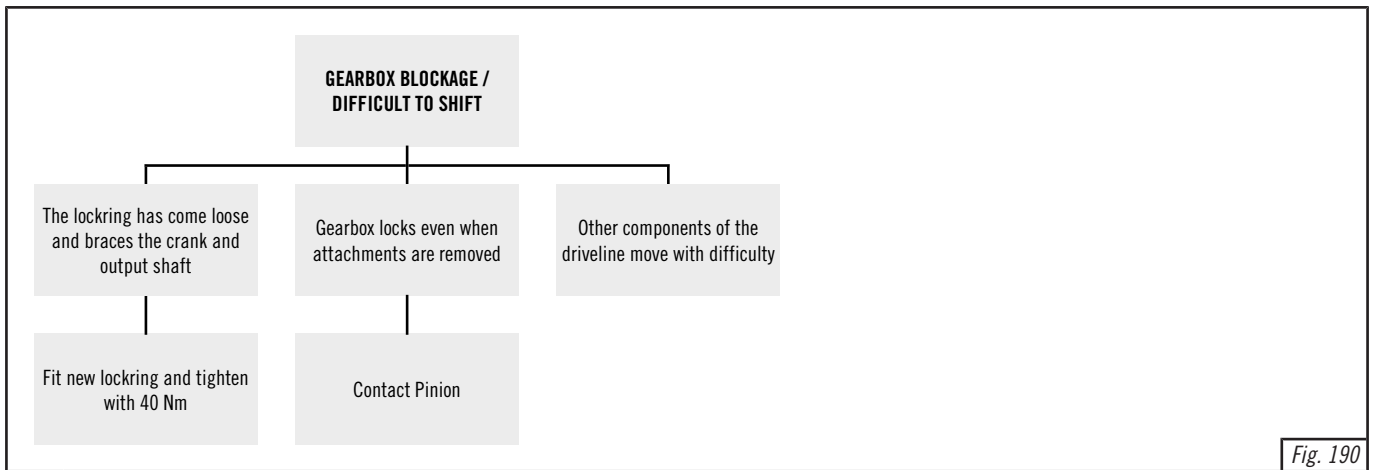 GEARBOX BLOCKAGE /
DIFFICULT TO SHIFT
The lockring has come loose
and braces the crank and
output shaft
Gearbox locks even when
attachments are removed
Other components of the
driveline move with difficulty
Fit new lockring and tighten
with 40 Nm
Contact Pinion
Fig. 190